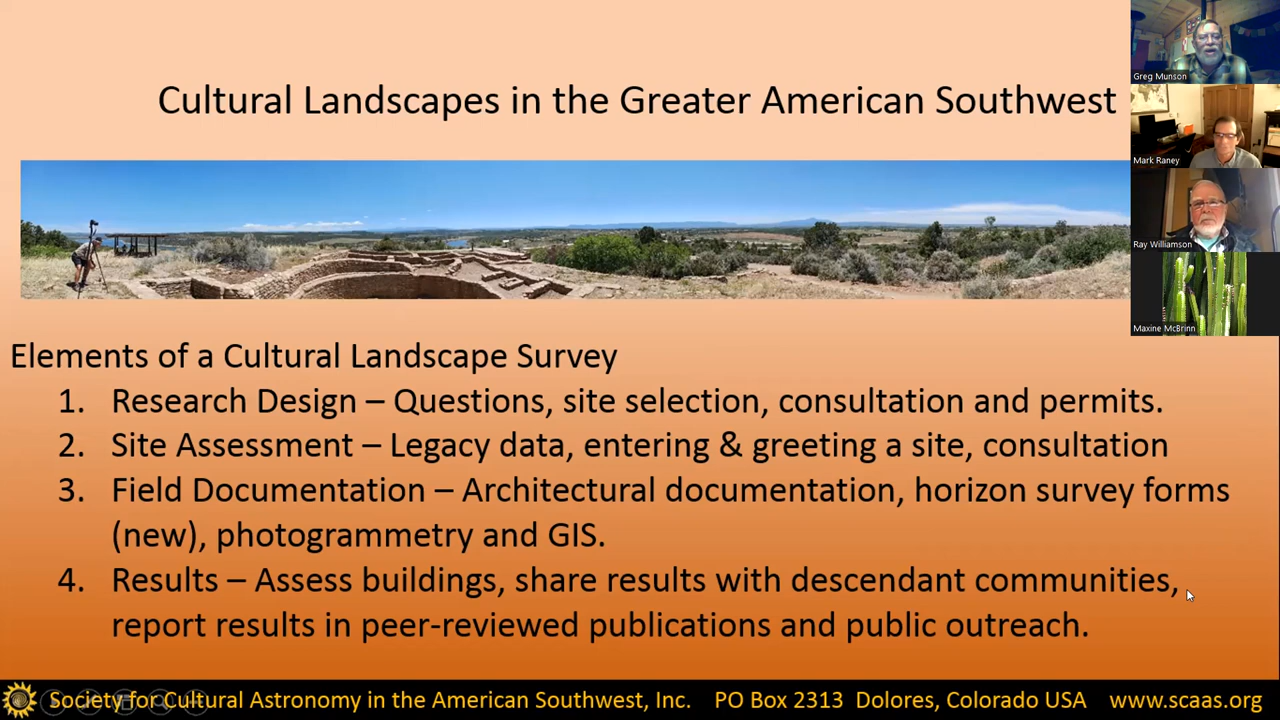 Cultural Landscapes in the Greater American Southwest
Greg Munson
Mark Raney
Ray Williamson
Maxine McBrinn
Elements of a Cultural Landscape Survey
1. Research Design – Questions, site selection, consultation and permits.
2. Site Assessment – Legacy data, entering & greeting a site, consultation
3. Field Documentation – Architectural documentation, horizon survey forms
(new), photogrammetry and GIS.
4. Results – Assess buildings, share results with descendant communities,
report results in peer-reviewed publications and public outreach.
Society for Cultural Astronomy in the American Southwest, Inc. PO Box 2313 Dolores, Colorado USA www.scaas.org